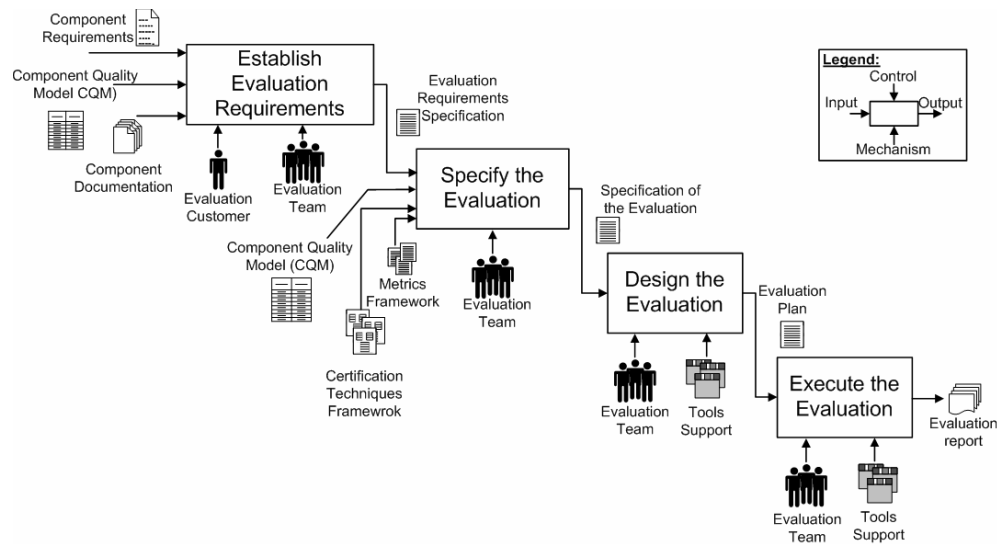 Component
Requirements
Component Quality
Model CQM)
Component
Documentation
Establish
Evaluation
Requirements
Evaluation
Customer
Evaluation
Team
Evaluation
Requirements
Specification
Legend:
Control
Input
Output
Mechanism
Specify the
Evaluation
Component Quality
Model (CQM)
Metrics
Framework
Certification
Techniques
Framewrok
Evaluation
Team
Specification of
the Evaluation
Design the
Evaluation
Evaluation
Team
Tools
Support
Evaluation
Plan
Execute the
Evaluation
Evaluation
report
Evaluation
Team
Tools
Support